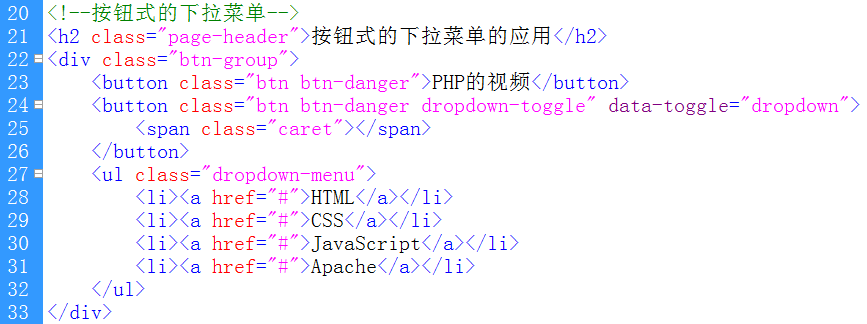 20 <!--按钮式的下拉菜单-->
21 <h2 class="page-header">按钮式的下拉菜单的应用</h2>
22 <div class="btn-group">
23     <button class="btn btn-danger">PHP的视频</button>
24     <button class="btn btn-danger dropdown-toggle" data-toggle="dropdown">
25         <span class="caret"></span>
26     </button>
27     <ul class="dropdown-menu">
28         <li><a href="#">HTML</a></li>
29         <li><a href="#">CSS</a></li>
30         <li><a href="#">JavaScript</a></li>
31         <li><a href="#">Apache</a></li>
32     </ul>
33 </div>